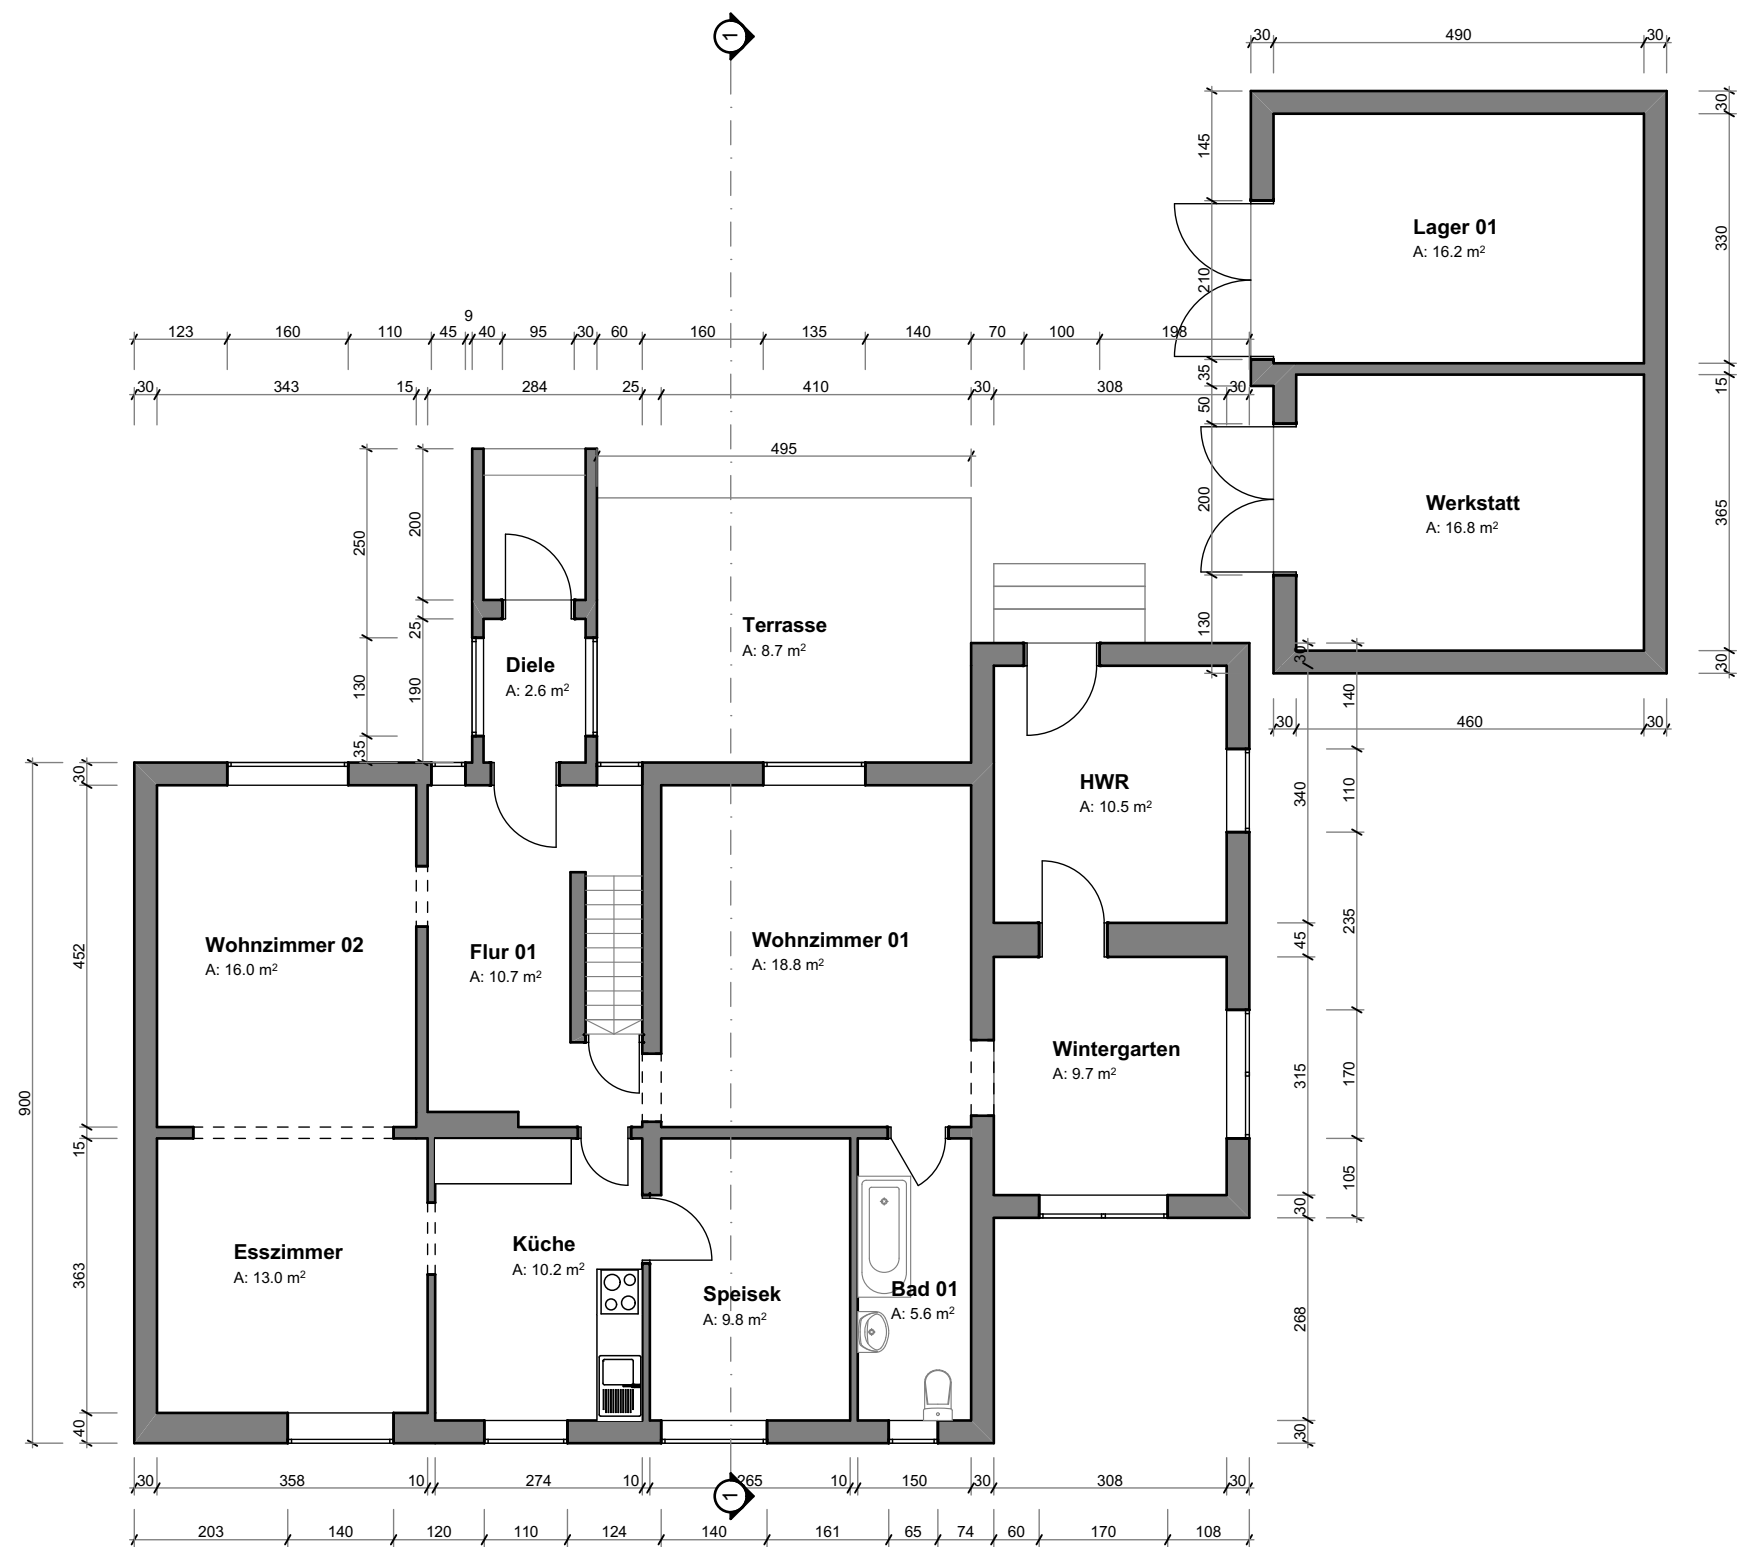 1
30 490 30
145
210
35
50
200
130
30
330
15
365
30
Lager 01
A: 16.2 m²
Werkstatt
A: 16.8 m²
30 460 30
9
123 160 110 45 40 95 30 60 160 135 140 70 100 198
30 343 15 284 25 410 30 308 30
495
250
130
35
200
25
190
Terrasse
A: 8.7 m²
Diele
A: 2.6 m²
HWR
A: 10.5 m²
Wohnzimmer 02
A: 16.0 m²
Flur 01
A: 10.7 m²
Wohnzimmer 01
A: 18.8 m²
Wintergarten
A: 9.7 m²
Esszimmer
A: 13.0 m²
Küche
A: 10.2 m²
Speisek
A: 9.8 m²
Bad 01
A: 5.6 m²
900
30
452
15
363
40
30
340
45
315
30
268
30
140
110
235
170
105
30 358 10 274 10 265 10 150 30 308 30
1
203 140 120 110 124 140 161 65 74 60 170 108